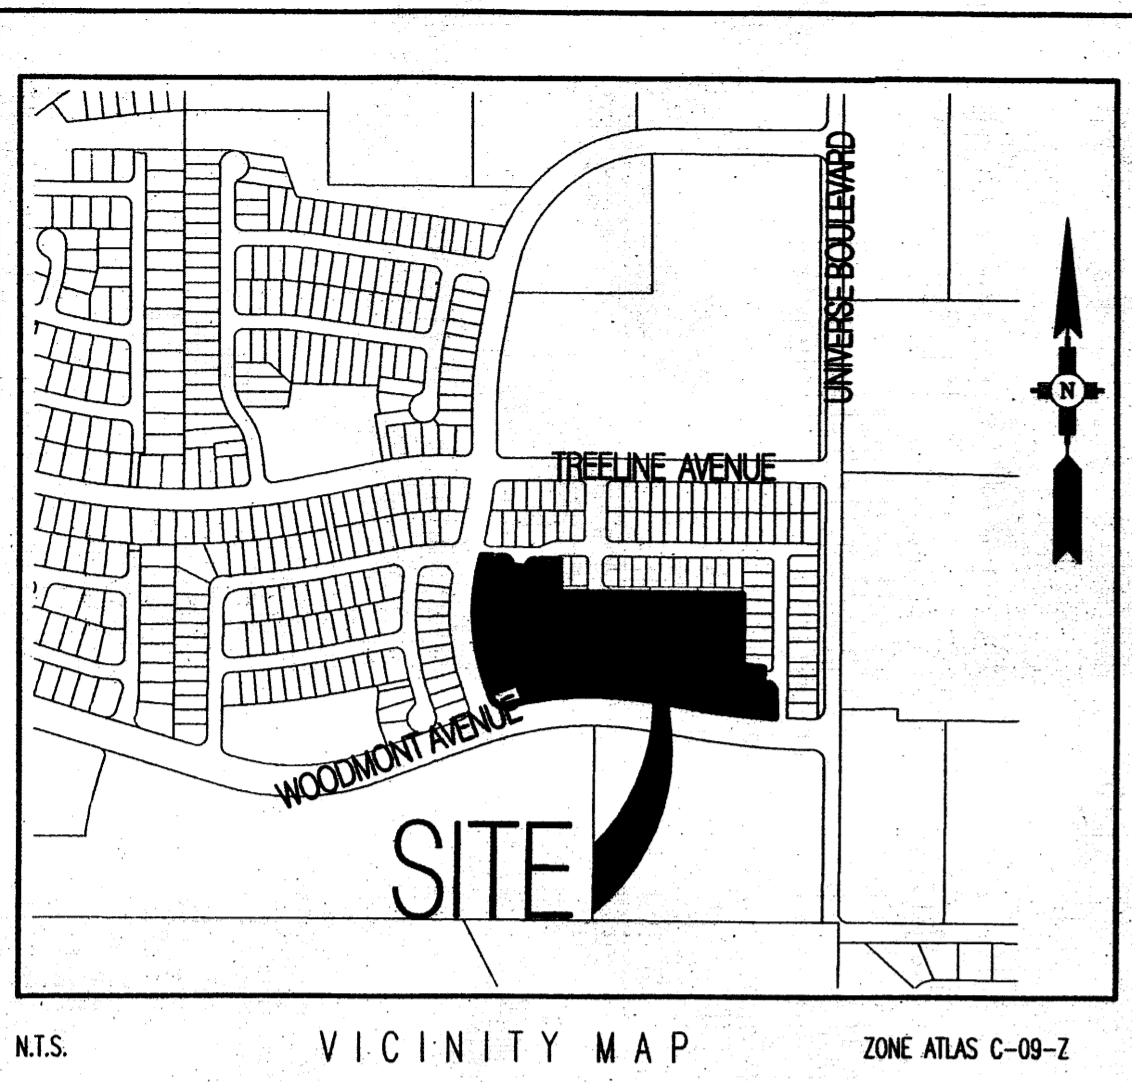 UNIVERSE BOULEVARD
N
TREELINE AVENUE
WOODMONT AVENUE
SITE
N.T.S.
VICINITY MAP
ZONE ATLAS C-09-Z